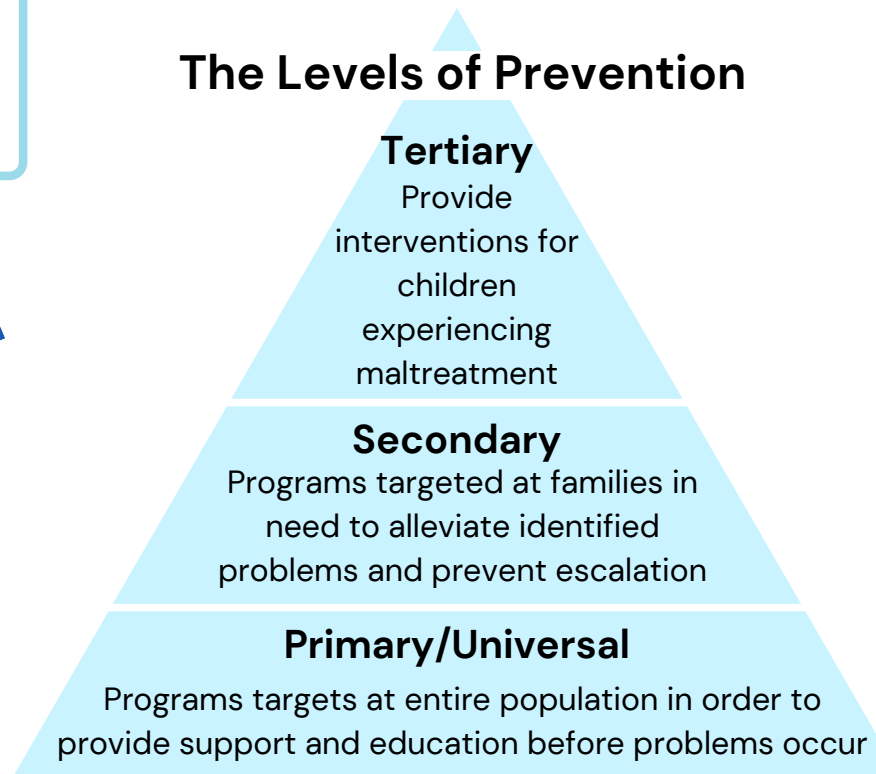 The Levels of Prevention
Tertiary
Provide
interventions for
children
experiencing
maltreatment
Secondary
Programs targeted at families in
need to alleviate identified
problems and prevent escalation
Primary/Universal
Programs targets at entire population in order to
provide support and education before problems occur